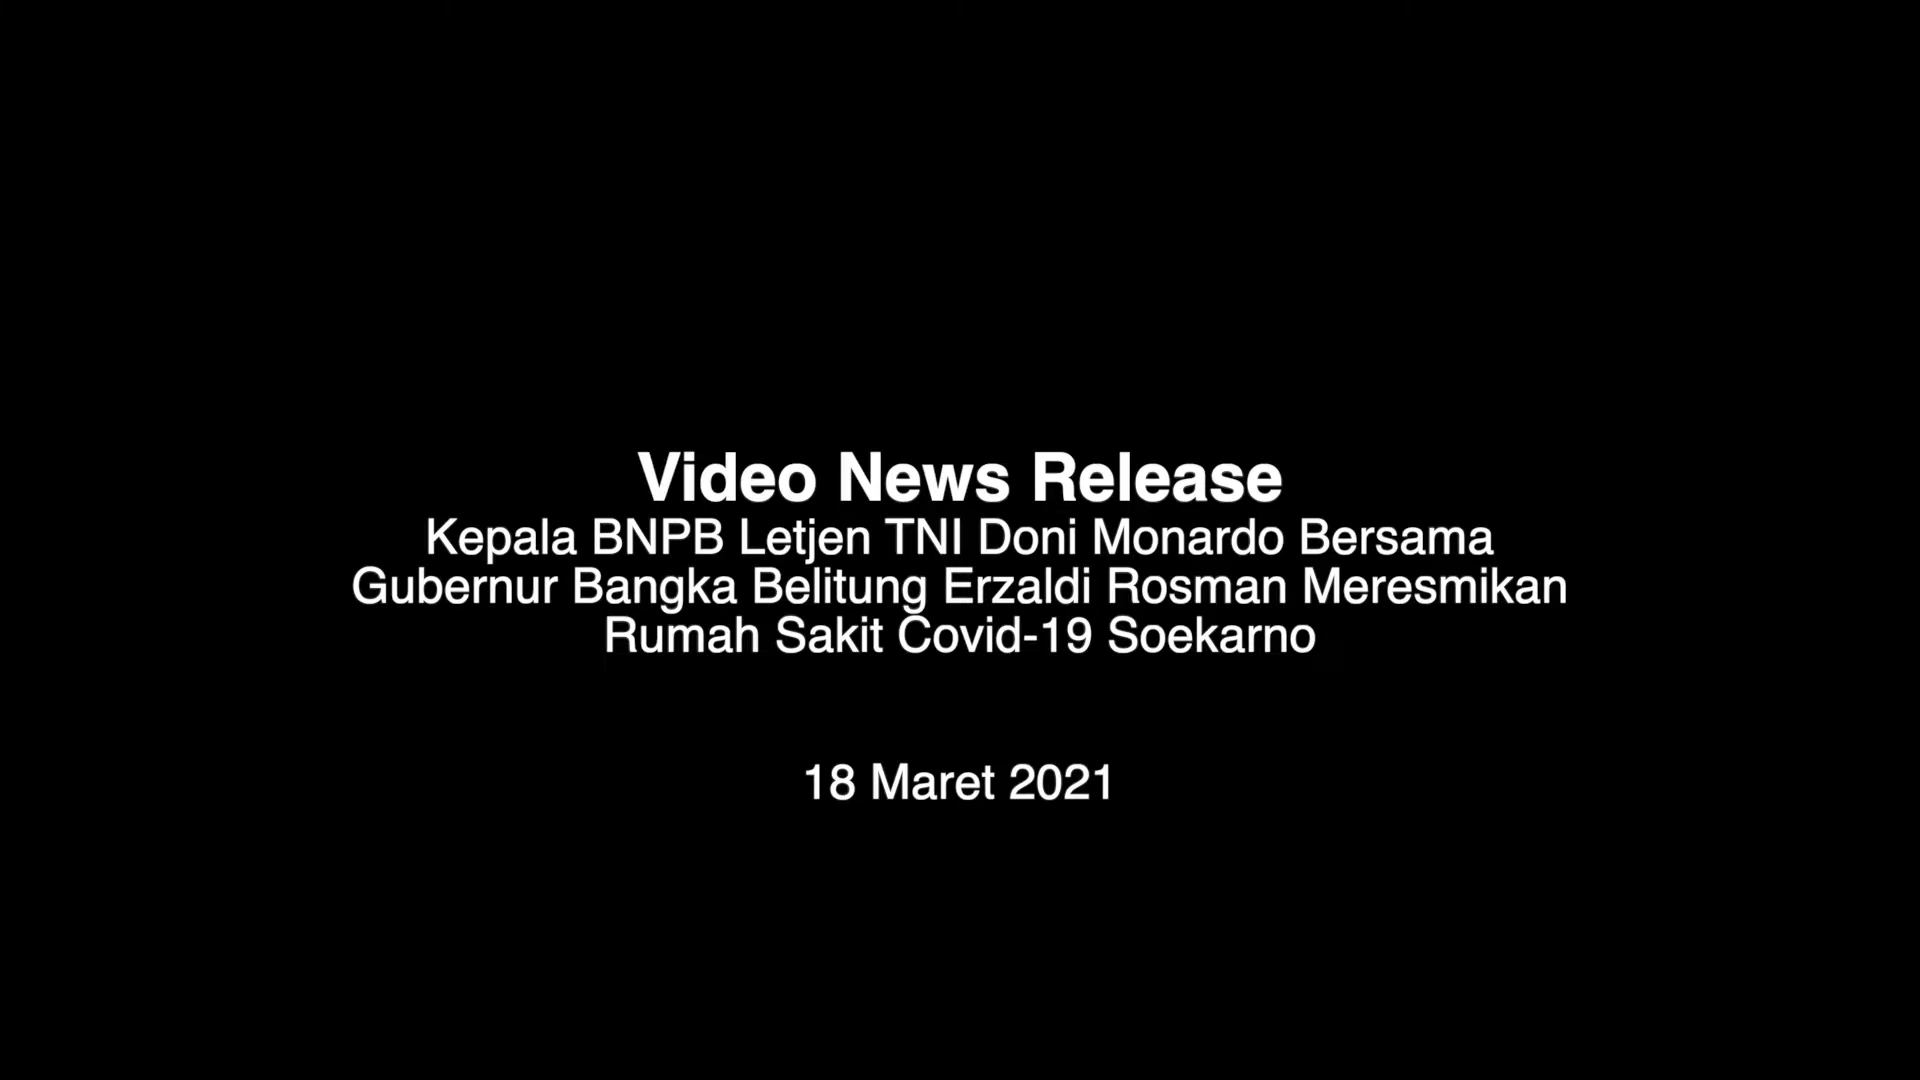 Video News Release
Kepala BNPB Letjen TNI Doni Monardo Bersama
Gubernur Bangka Belitung Erzaldi Rosman Meresmikan
Rumah Sakit Covid-19 Soekarno
18 Maret 2021